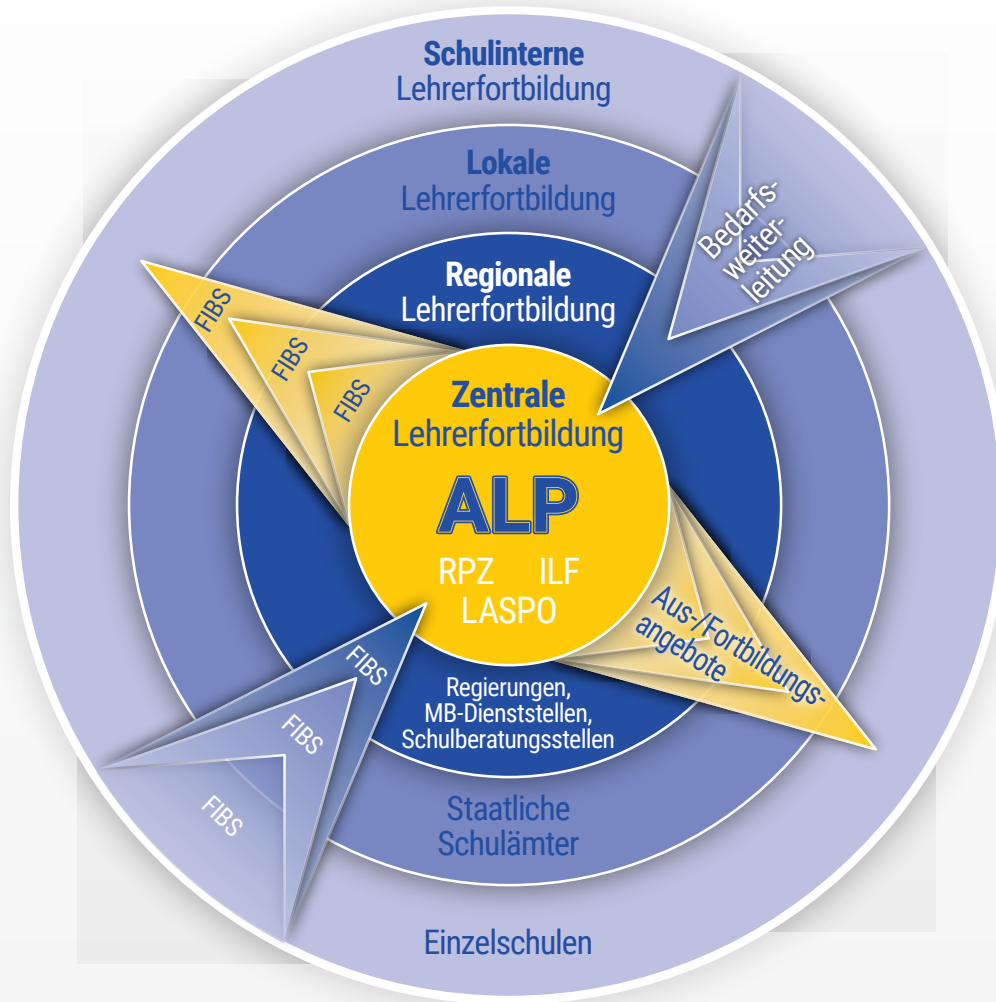 Schulinterne
Lehrerfortbildung
Lokale
Lehrerfortbildung
Regionale
Lehrerfortbildung
Bedarfs-
weiter-
leitung
FIBS
FIBS
FIBS
Zentrale
Lehrerfortbildung
ALP
RPZ ILF
LASPO
Aus-/Fortbildungs-
angebote
FIBS
FIBS
FIBS
Regierungen,
MB-Dienststellen,
Schulberatungsstellen
Staatliche
Schulämter
Einzelschulen